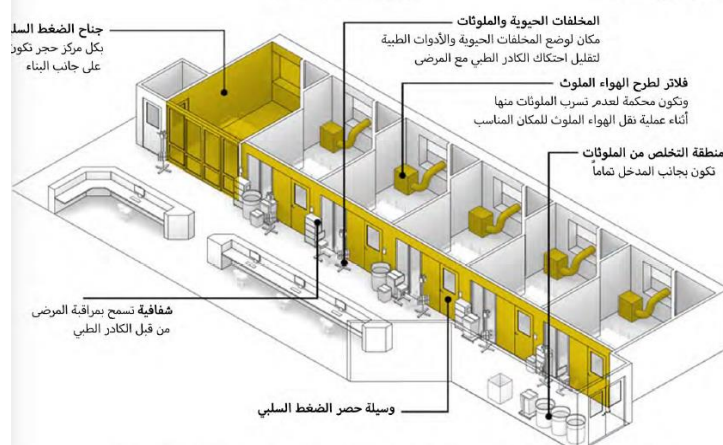 جناح الضغط
بكل مركز حجر
على جانب البناء
المخلفات الحيوية والملوثات
مكان لوضع المخلفات الحيوية والأدوات الطبية
لتقليل احتكاك الكادر الطبي مع المرضى
فلاتر لطرح الهواء الملوث
وتكون محكمة لعدم تسرب الملوثات منها
أثناء عملية نقل الهواء الملوث للمكان المناسب
منطقة التخلص من الملوثات
تكون بجانب المدخل تماماً
شفافية تسمح بمراقبة المرضى
من قبل الكادر الطبي
وسيلة حصر الضغط السلبي